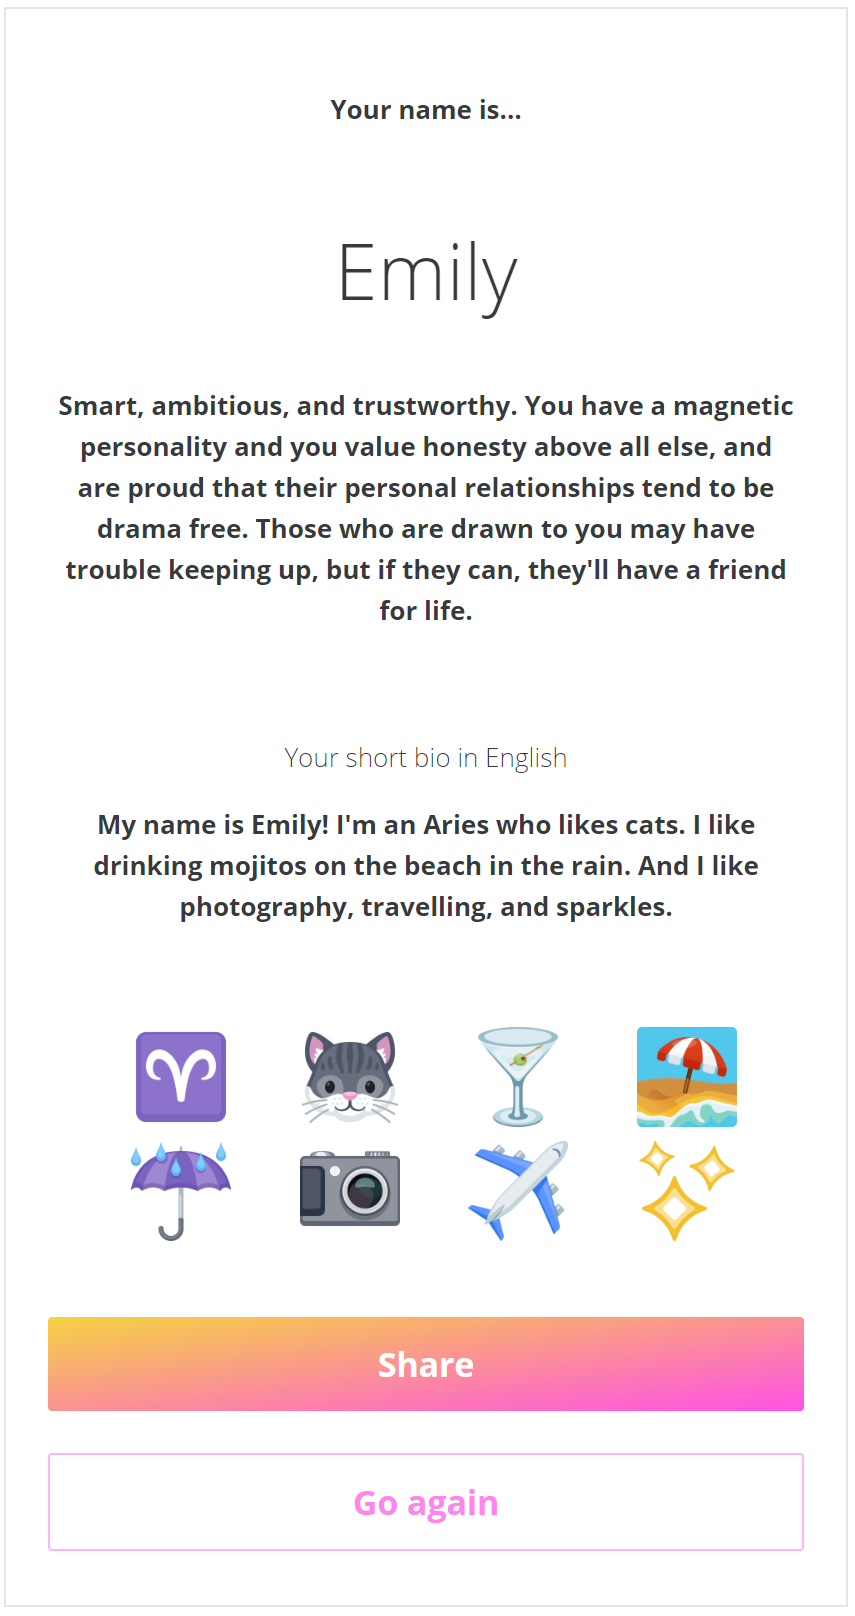 Your name is...
Emily
Smart, ambitious, and trustworthy. You have a magnetic
personality and you value honesty above all else, and
are proud that their personal relationships tend to be
drama free. Those who are drawn to you may have
trouble keeping up, but if they can, they'll have a friend
for life.
Your short bio in English
My name is Emily! I'm an Aries who likes cats. I like
drinking mojitos on the beach in the rain. And I like
photography, travelling, and sparkles.
Share
Go again